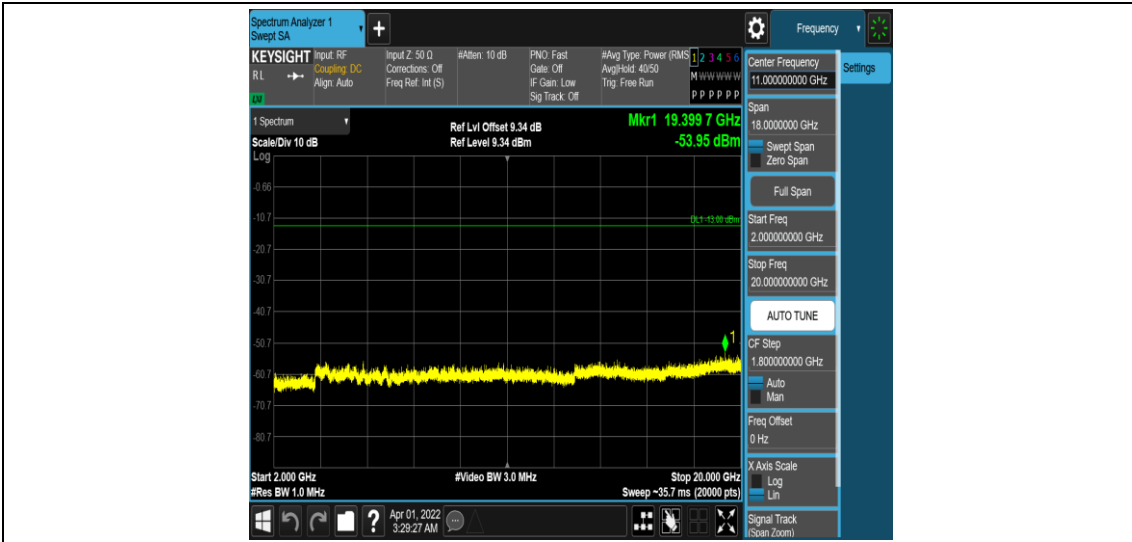 Spectrum Analyzer 1
Swept SA
+
Frequency
KEYSIGHT
RL
LNI
Input: RF
Coupling: DC
Align: Auto
Input Z: 50 Ω
Corrections: Off
Freq Ref: Int (S)
#Atten: 10 dB
PNO: Fast
Gate: Off
IF Gain: Low
Sig Track: Off
#Avg Type: Power (RMS
Avg|Hold: 40/50
Trig: Free Run
1 2 3 4 5 6
M W W W W W
P P P P P P
1 Spectrum
Scale/Div 10 dB
Log
Ref Lvl Offset 9.34 dB
Ref Level 9.34 dBm
Mkr1 19.399 7 GHz
-53.95 dBm
-0.66
-10.7
DL1 -13.00 dBm
-20.7
-30.7
-40.7
-50.7
1
-60.7
-70.7
-80.7
Start 2.000 GHz
#Res BW 1.0 MHz
#Video BW 3.0 MHz
Stop 20.000 GHz
Sweep ~35.7 ms (20000 pts)
Center Frequency
11.000000000 GHz
Settings
Span
18.0000000 GHz
Swept Span
Zero Span
Full Span
Start Freq
2.000000000 GHz
Stop Freq
20.000000000 GHz
AUTO TUNE
CF Step
1.800000000 GHz
Auto
Man
Freq Offset
0 Hz
X Axis Scale
Log
Lin
Signal Track
(Span Zoom)
?
Apr 01, 2022
3:29:27 AM